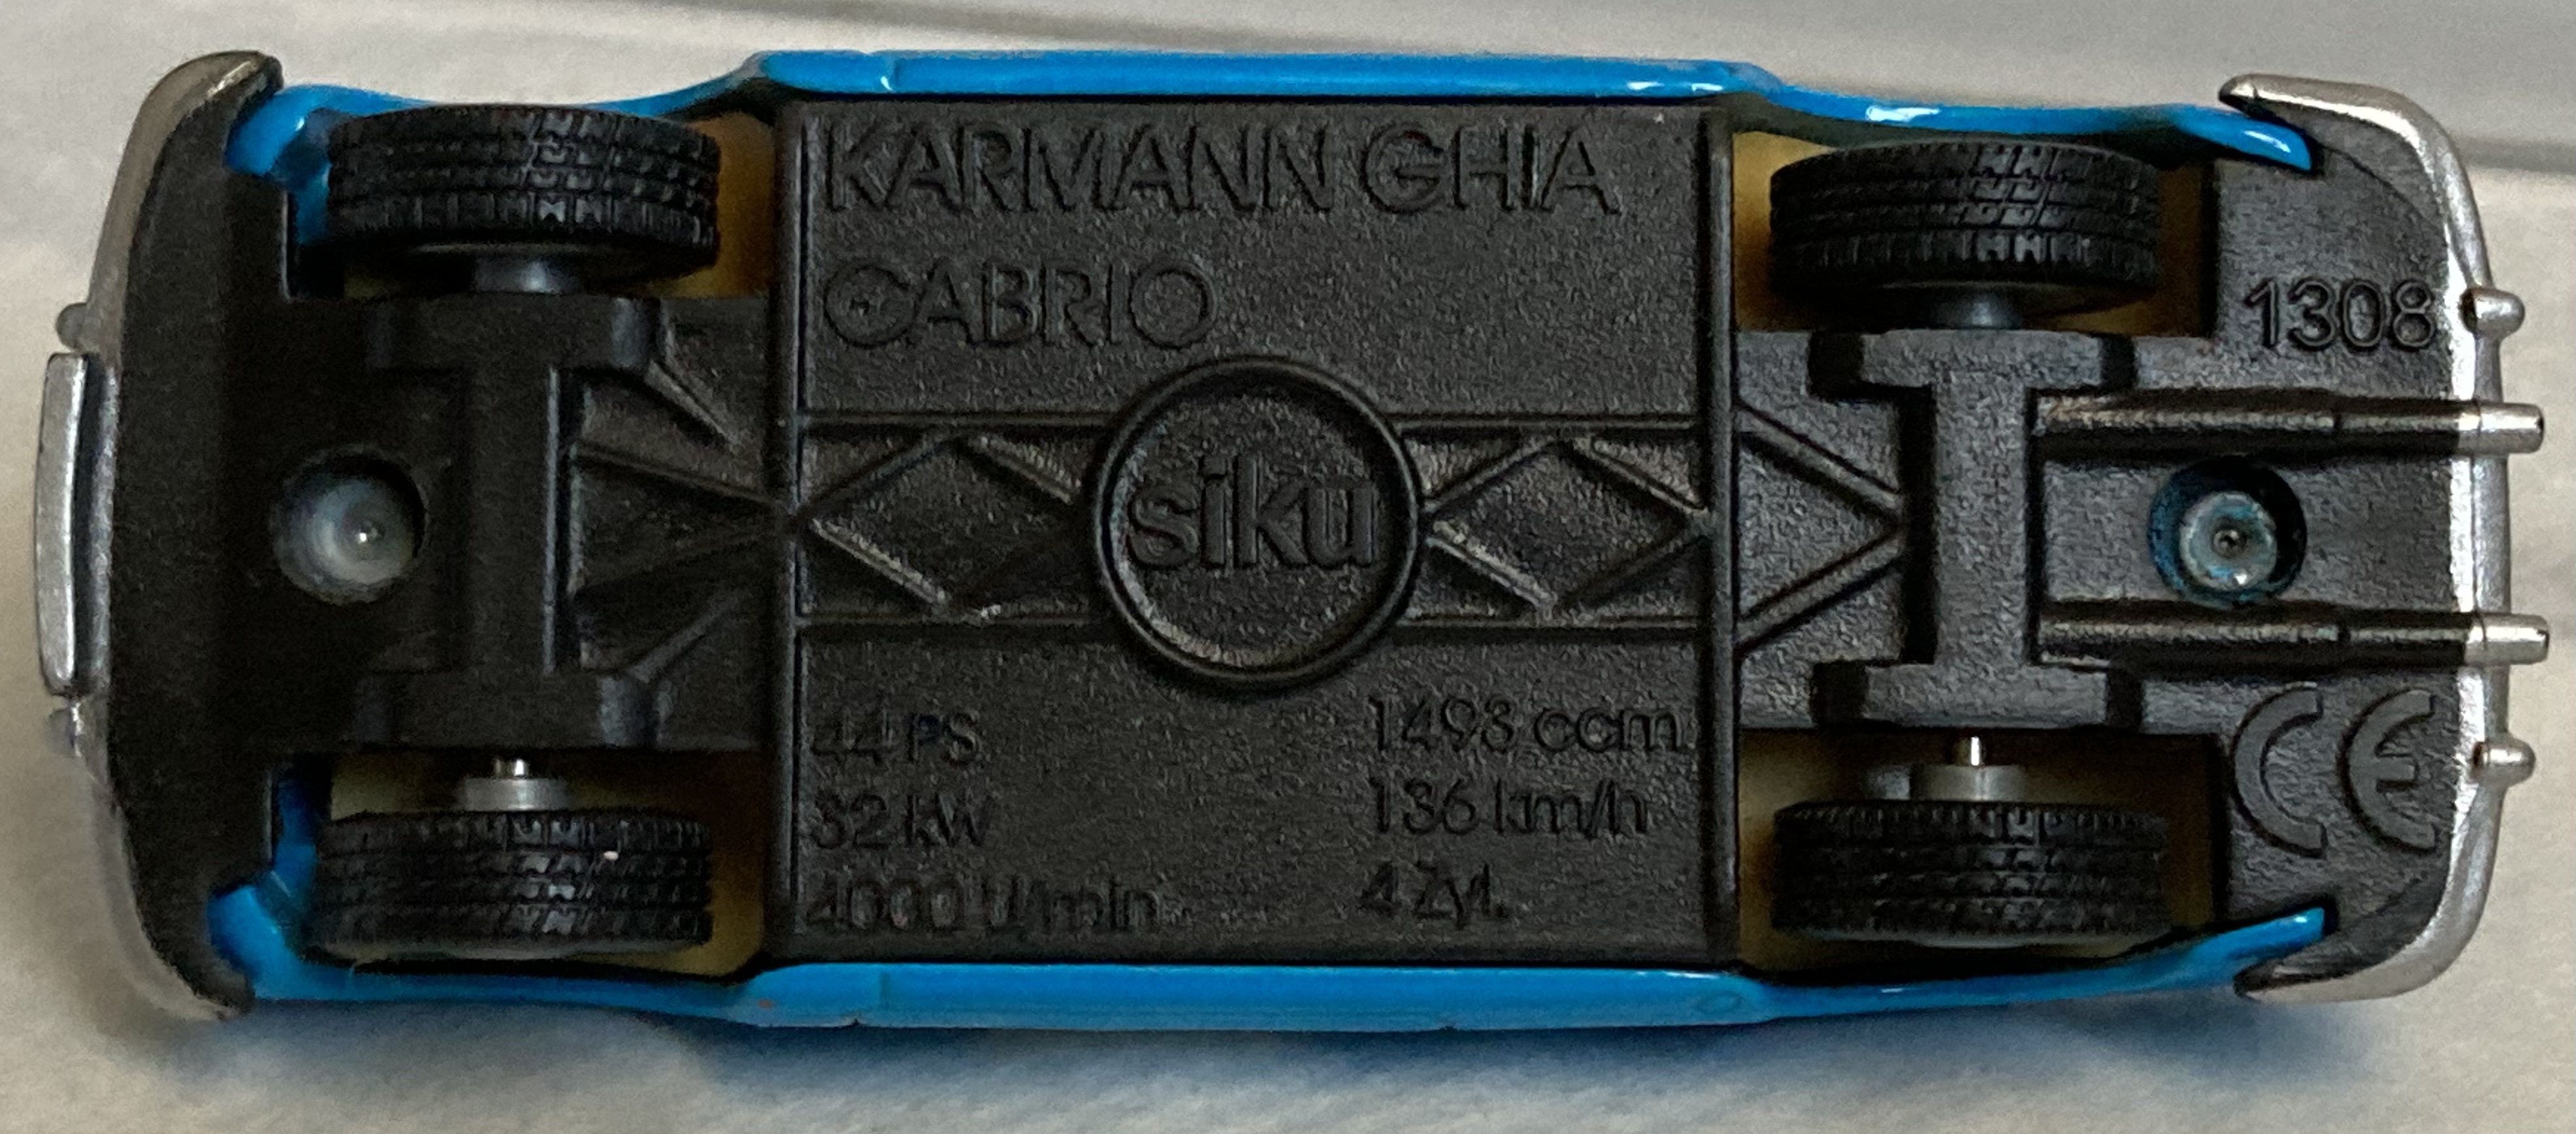 KARMANN GHIA
CABRIO
1308
siku
44 PS
32 kW
4000 U/min.
1493 ccm
136 km/h
4 Zyl.
CE